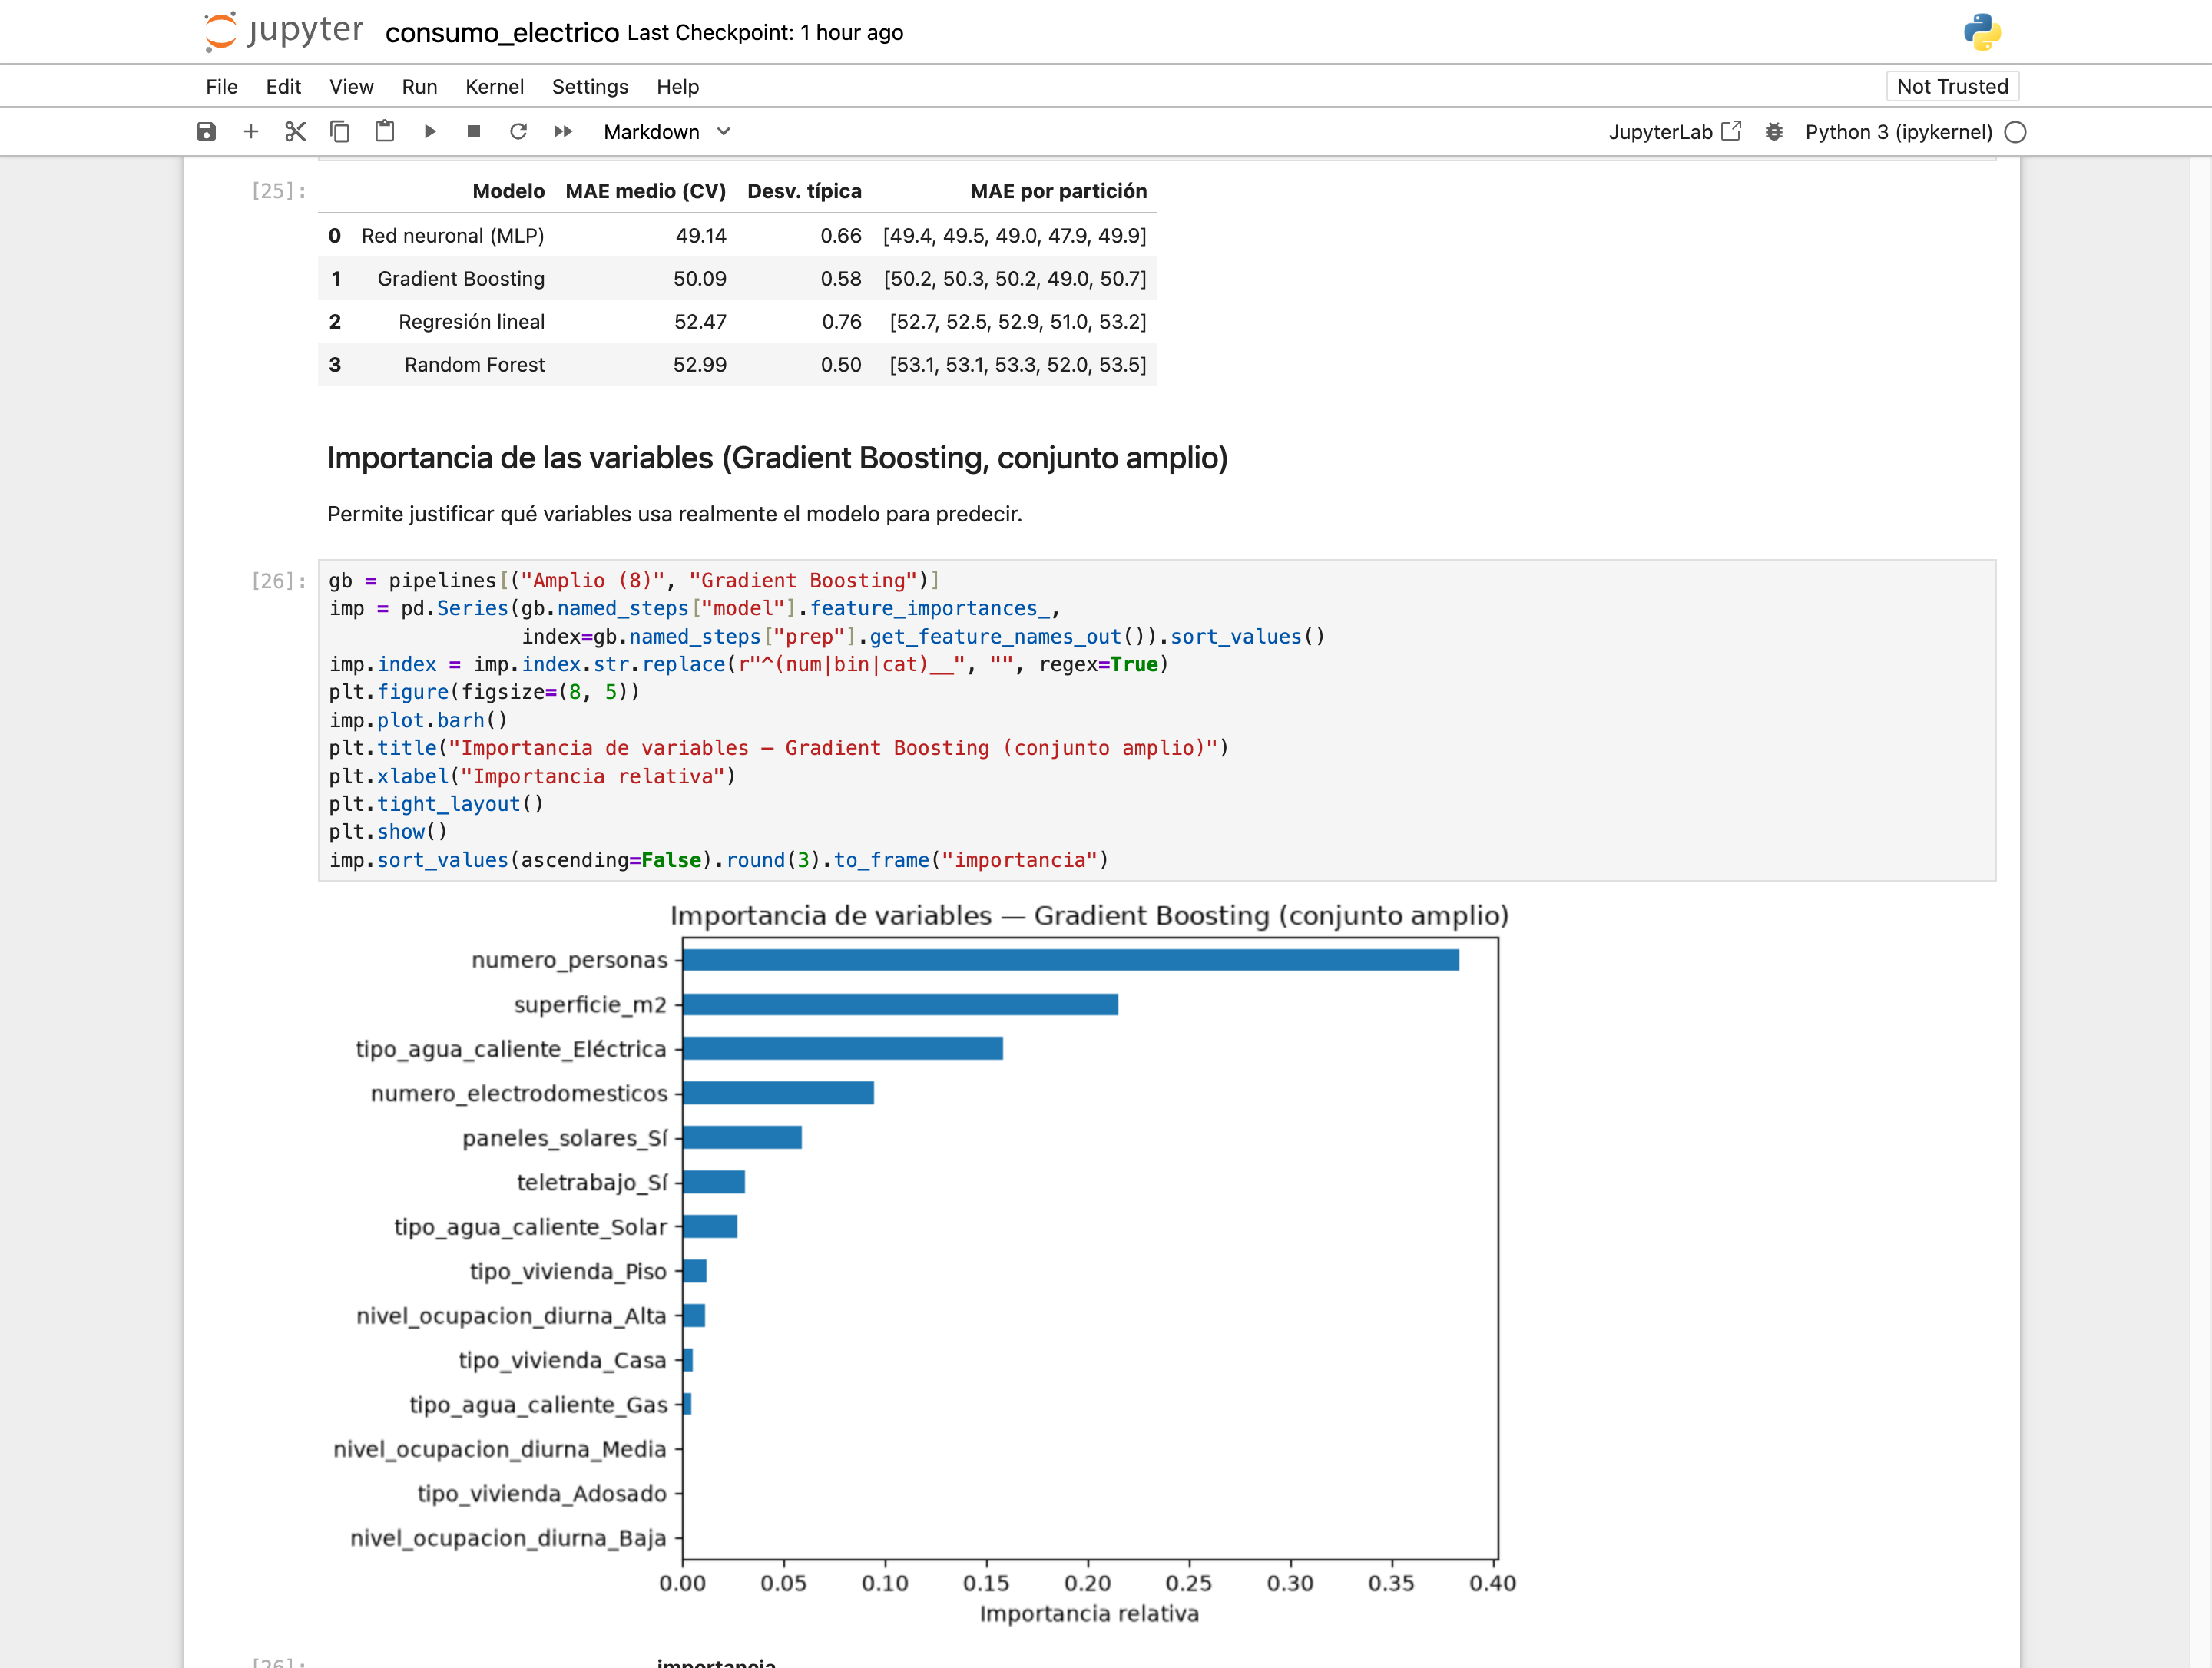 jupyter consumo_electrico Last Checkpoint: 1 hour ago
File Edit View Run Kernel Settings Help Not Trusted
Markdown JupyterLab Python 3 (ipykernel)
[25]:
Modelo MAE medio (CV) Desv. típica MAE por partición
0 Red neuronal (MLP) 49.14 0.66 [49.4, 49.5, 49.0, 47.9, 49.9]
1 Gradient Boosting 50.09 0.58 [50.2, 50.3, 50.2, 49.0, 50.7]
2 Regresión lineal 52.47 0.76 [52.7, 52.5, 52.9, 51.0, 53.2]
3 Random Forest 52.99 0.50 [53.1, 53.1, 53.3, 52.0, 53.5]
Importancia de las variables (Gradient Boosting, conjunto amplio)
Permite justificar qué variables usa realmente el modelo para predecir.
[26]:
gb = pipelines[("Amplio (8)", "Gradient Boosting")]
imp = pd.Series(gb.named_steps["model"].feature_importances_,
                index=gb.named_steps["prep"].get_feature_names_out()).sort_values()
imp.index = imp.index.str.replace(r"^(num|bin|cat)__", "", regex=True)
plt.figure(figsize=(8, 5))
imp.plot.barh()
plt.title("Importancia de variables — Gradient Boosting (conjunto amplio)")
plt.xlabel("Importancia relativa")
plt.tight_layout()
plt.show()
imp.sort_values(ascending=False).round(3).to_frame("importancia")
Importancia de variables — Gradient Boosting (conjunto amplio)
numero_personas
superficie_m2
tipo_agua_caliente_Eléctrica
numero_electrodomesticos
paneles_solares_Sí
teletrabajo_Sí
tipo_agua_caliente_Solar
tipo_vivienda_Piso
nivel_ocupacion_diurna_Alta
tipo_vivienda_Casa
tipo_agua_caliente_Gas
nivel_ocupacion_diurna_Media
tipo_vivienda_Adosado
nivel_ocupacion_diurna_Baja
0.00 0.05 0.10 0.15 0.20 0.25 0.30 0.35 0.40
Importancia relativa
[26]:
importancia